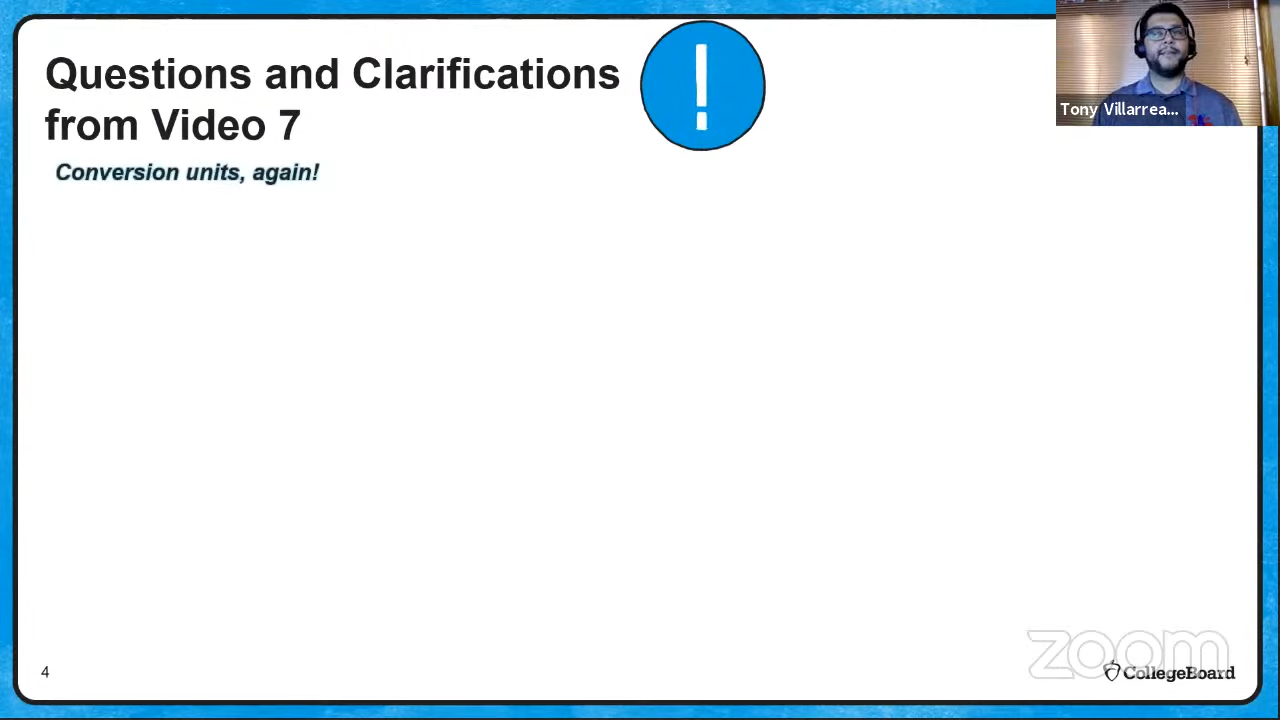 Questions and Clarifications
from Video 7
Conversion units, again!
!
Tony Villarrea...
4
zoom
CollegeBoard